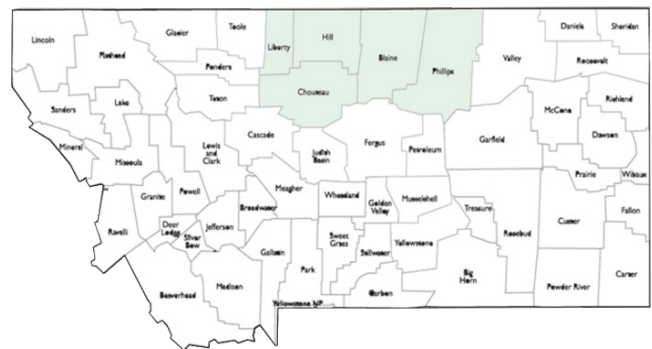 Lincoln
Flathead
Glacier
Toole
Liberty
Hill
Blaine
Phillips
Valley
Daniels
Sheridan
Roosevelt
Pondera
Teton
Chouteau
Sanders
Lake
Mineral
Missoula
Lewis
and
Clark
Cascade
Judith
Basin
Fergus
Petroleum
Garfield
McCone
Richland
Dawson
Prairie
Wibaux
Granite
Powell
Meagher
Broadwater
Wheatland
Golden
Valley
Musselshell
Treasure
Rosebud
Custer
Fallon
Ravalli
Deer
Lodge
Silver
Bow
Jefferson
Gallatin
Park
Sweet
Grass
Stillwater
Yellowstone
Big
Horn
Carter
Beaverhead
Madison
Yellowstone NP
Carbon
Powder River